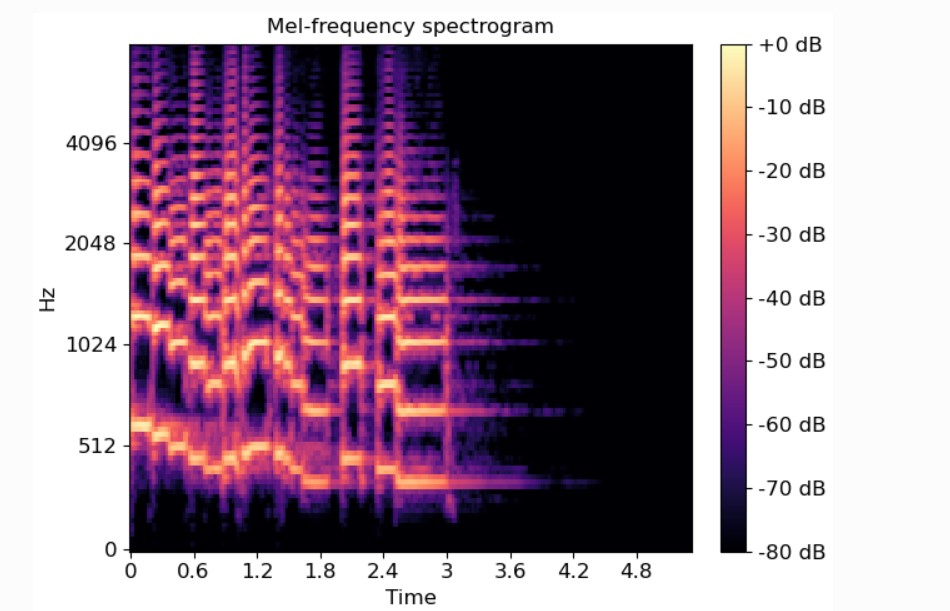 Mel-frequency spectrogram
+0 dB
4096
-10 dB
-20 dB
2048
-30 dB
Hz
-40 dB
1024
-50 dB
512
-60 dB
-70 dB
0
-80 dB
0 0.6 1.2 1.8 2.4 3 3.6 4.2 4.8
Time